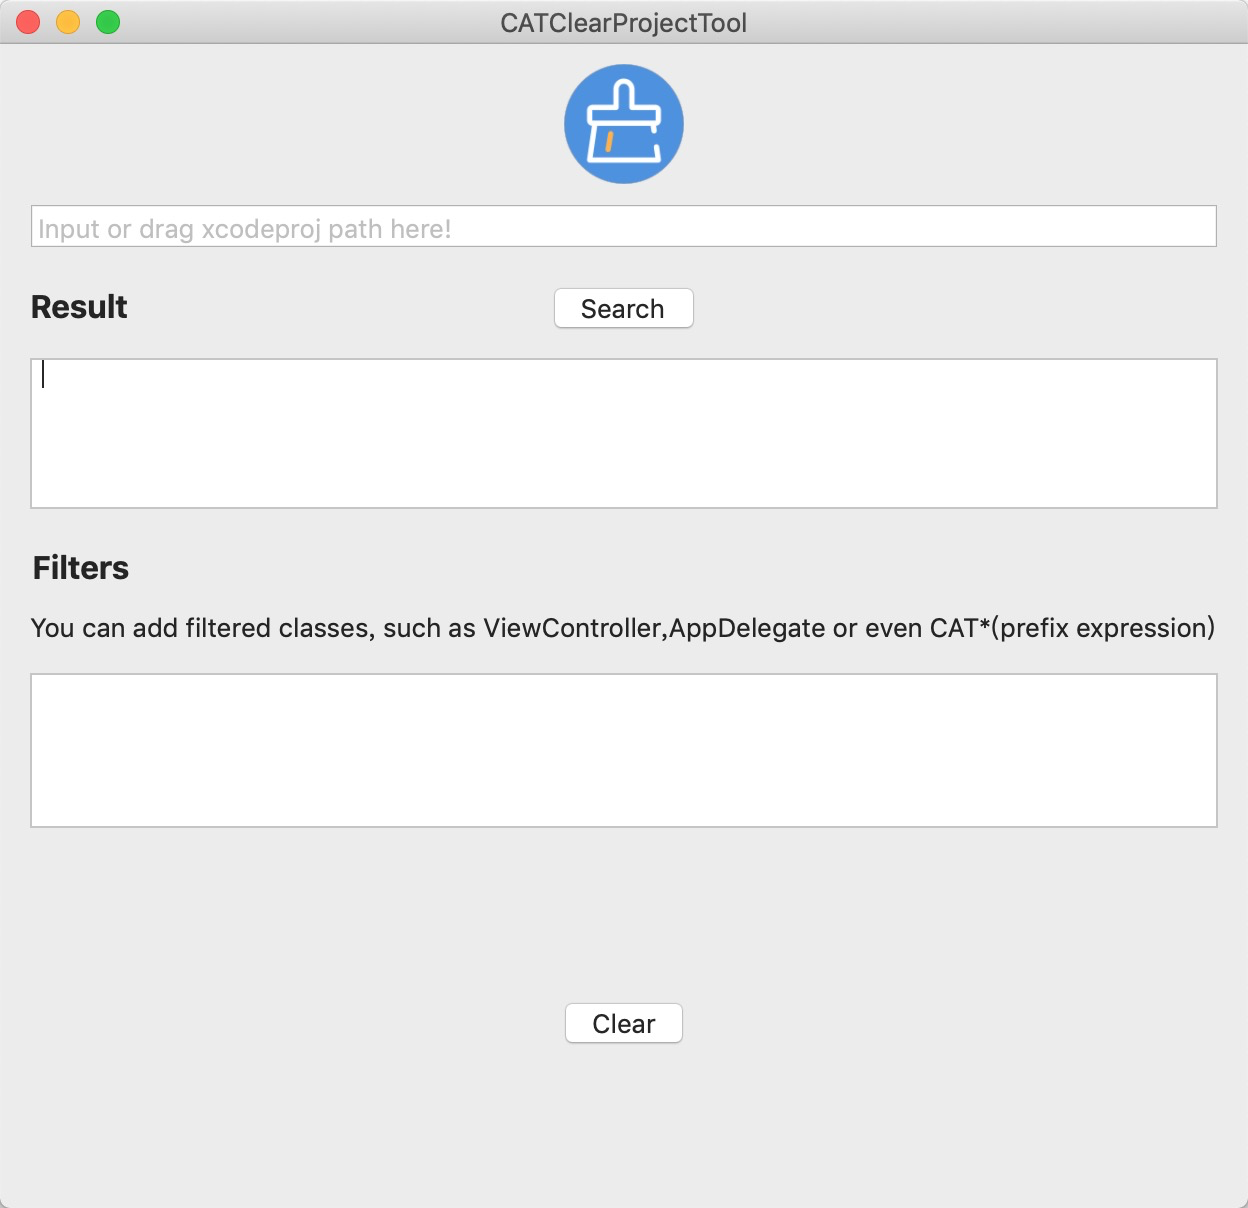 CATClearProjectTool
Input or drag xcodeproj path here!
Result
Search
Filters
You can add filtered classes, such as ViewController,AppDelegate or even CAT*(prefix expression)
Clear